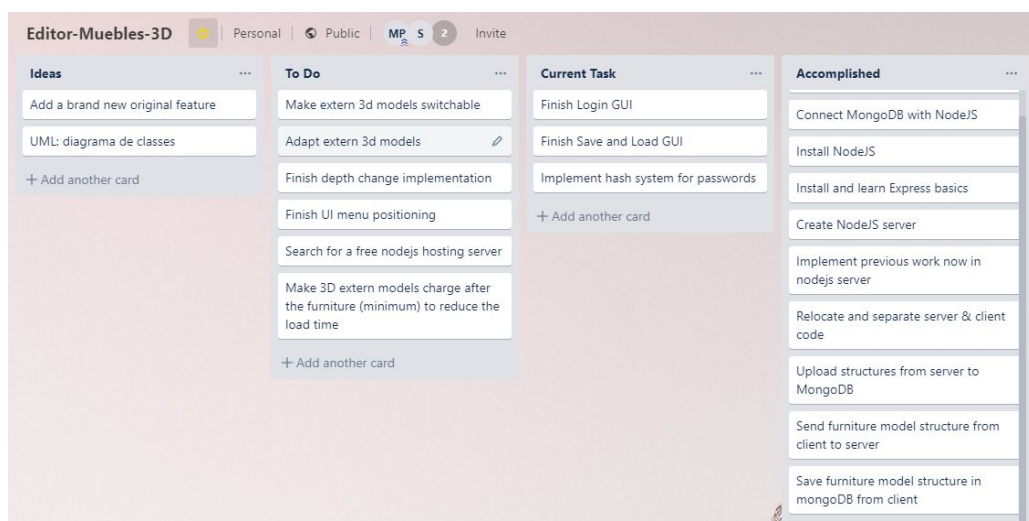 Editor-Muebles-3D
Personal
Public
MP
S
2
Invite
Ideas
Add a brand new original feature
UML: diagrama de classes
+ Add another card
To Do
Make extern 3d models switchable
Adapt extern 3d models
Finish depth change implementation
Finish UI menu positioning
Search for a free nodejs hosting server
Make 3D extern models charge after
the furniture (minimum) to reduce the
load time
+ Add another card
Current Task
Finish Login GUI
Finish Save and Load GUI
Implement hash system for passwords
+ Add another card
Accomplished
Connect MongoDB with NodeJS
Install NodeJS
Install and learn Express basics
Create NodeJS server
Implement previous work now in
nodejs server
Relocate and separate server & client
code
Upload structures from server to
MongoDB
Send furniture model structure from
client to server
Save furniture model structure in
mongoDB from client